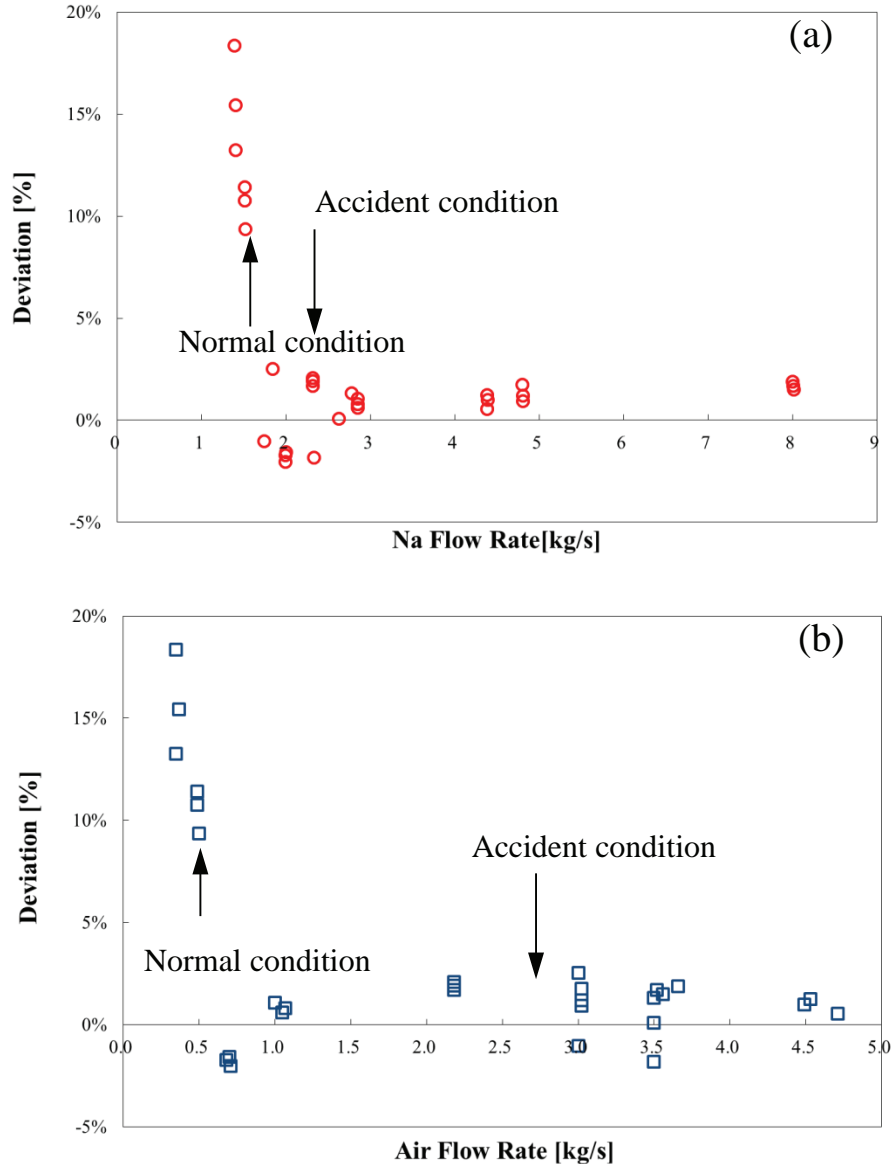 20%
(a)
15%
Accident condition
10%
Deviation [%]
Normal condition
5%
0%
0 1 2 3 4 5 6 7 8 9
-5%
Na Flow Rate[kg/s]
20%
(b)
15%
Deviation [%]
10%
Accident condition
5%
Normal condition
0%
0.0 0.5 1.0 1.5 2.0 2.5 3.0 3.5 4.0 4.5 5.0
-5%
Air Flow Rate [kg/s]